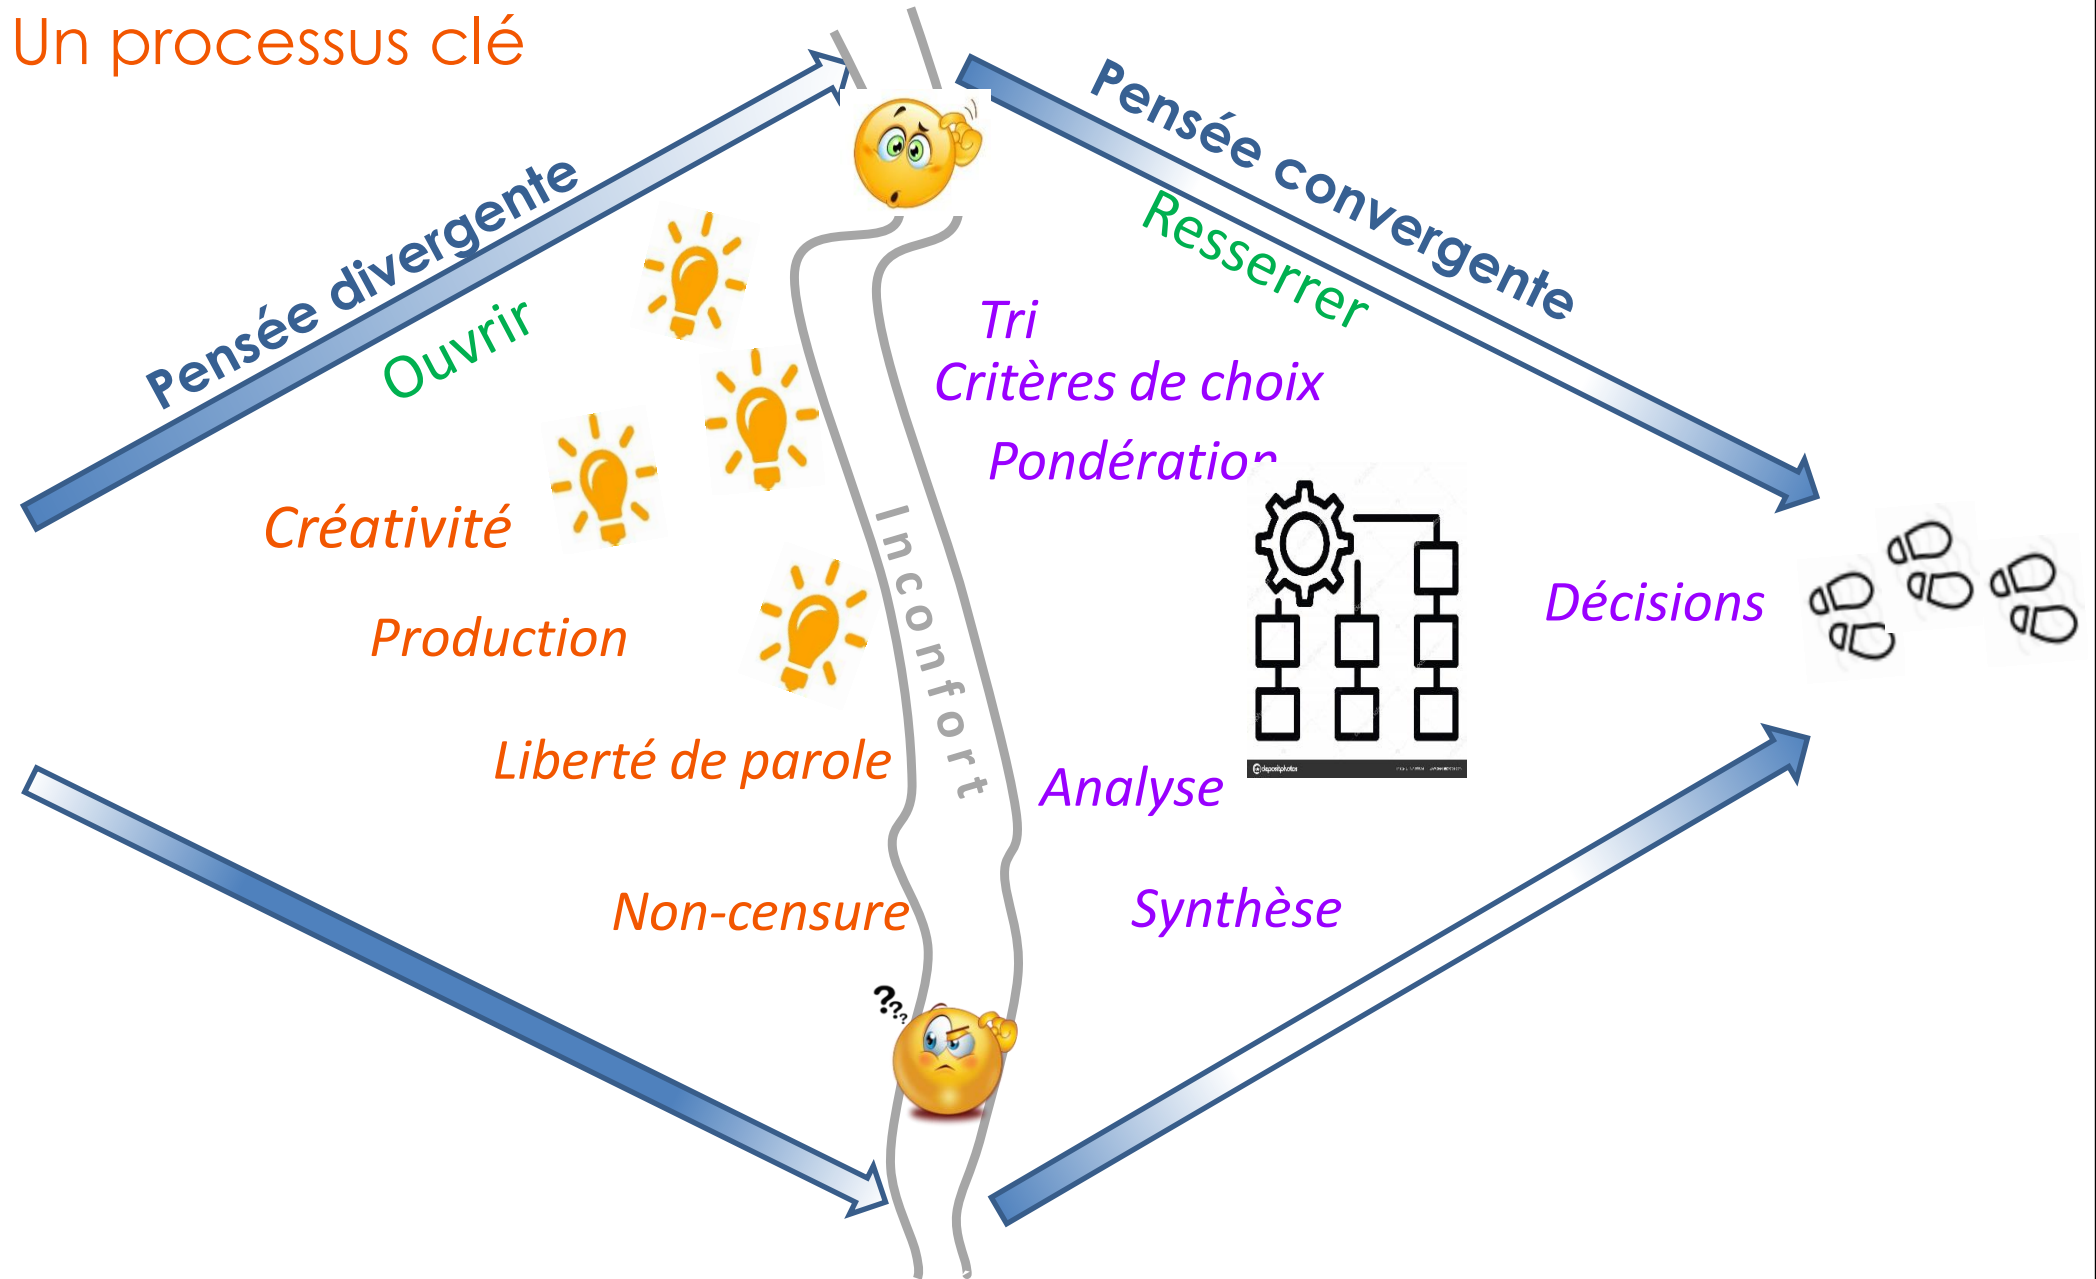 Un processus clé
Pensée divergente
Ouvrir
Créativité
Production
Liberté de parole
Non-censure
Inconfort
???
Pensée convergente
Resserrer
Tri
Critères de choix
Pondération
Analyse
Synthèse
Décisions
depositphotos